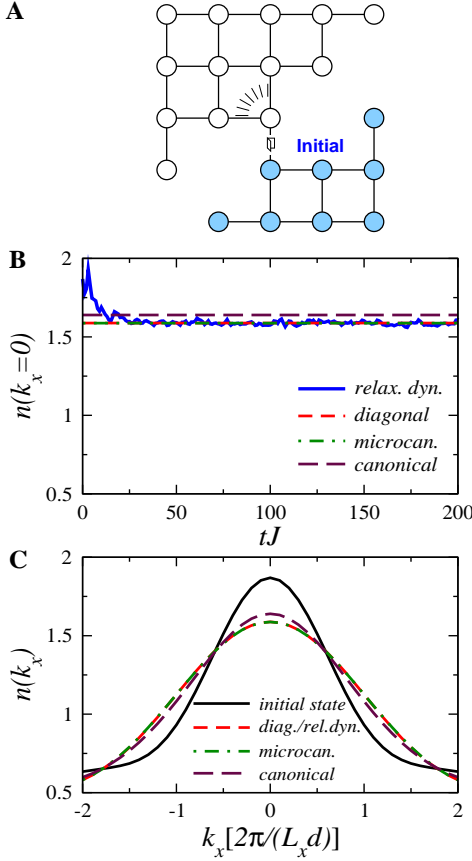 A
Initial
B
n(k_x=0)
2
1.5
1
0.5
relax. dyn.
diagonal
microcan.
canonical
0 50 100 150 200
tJ
C
n(k_x)
2
1.5
1
0.5
initial state
diag./rel.dyn.
microcan.
canonical
-2 -1 0 1 2
k_x[2π/(L_xd)]